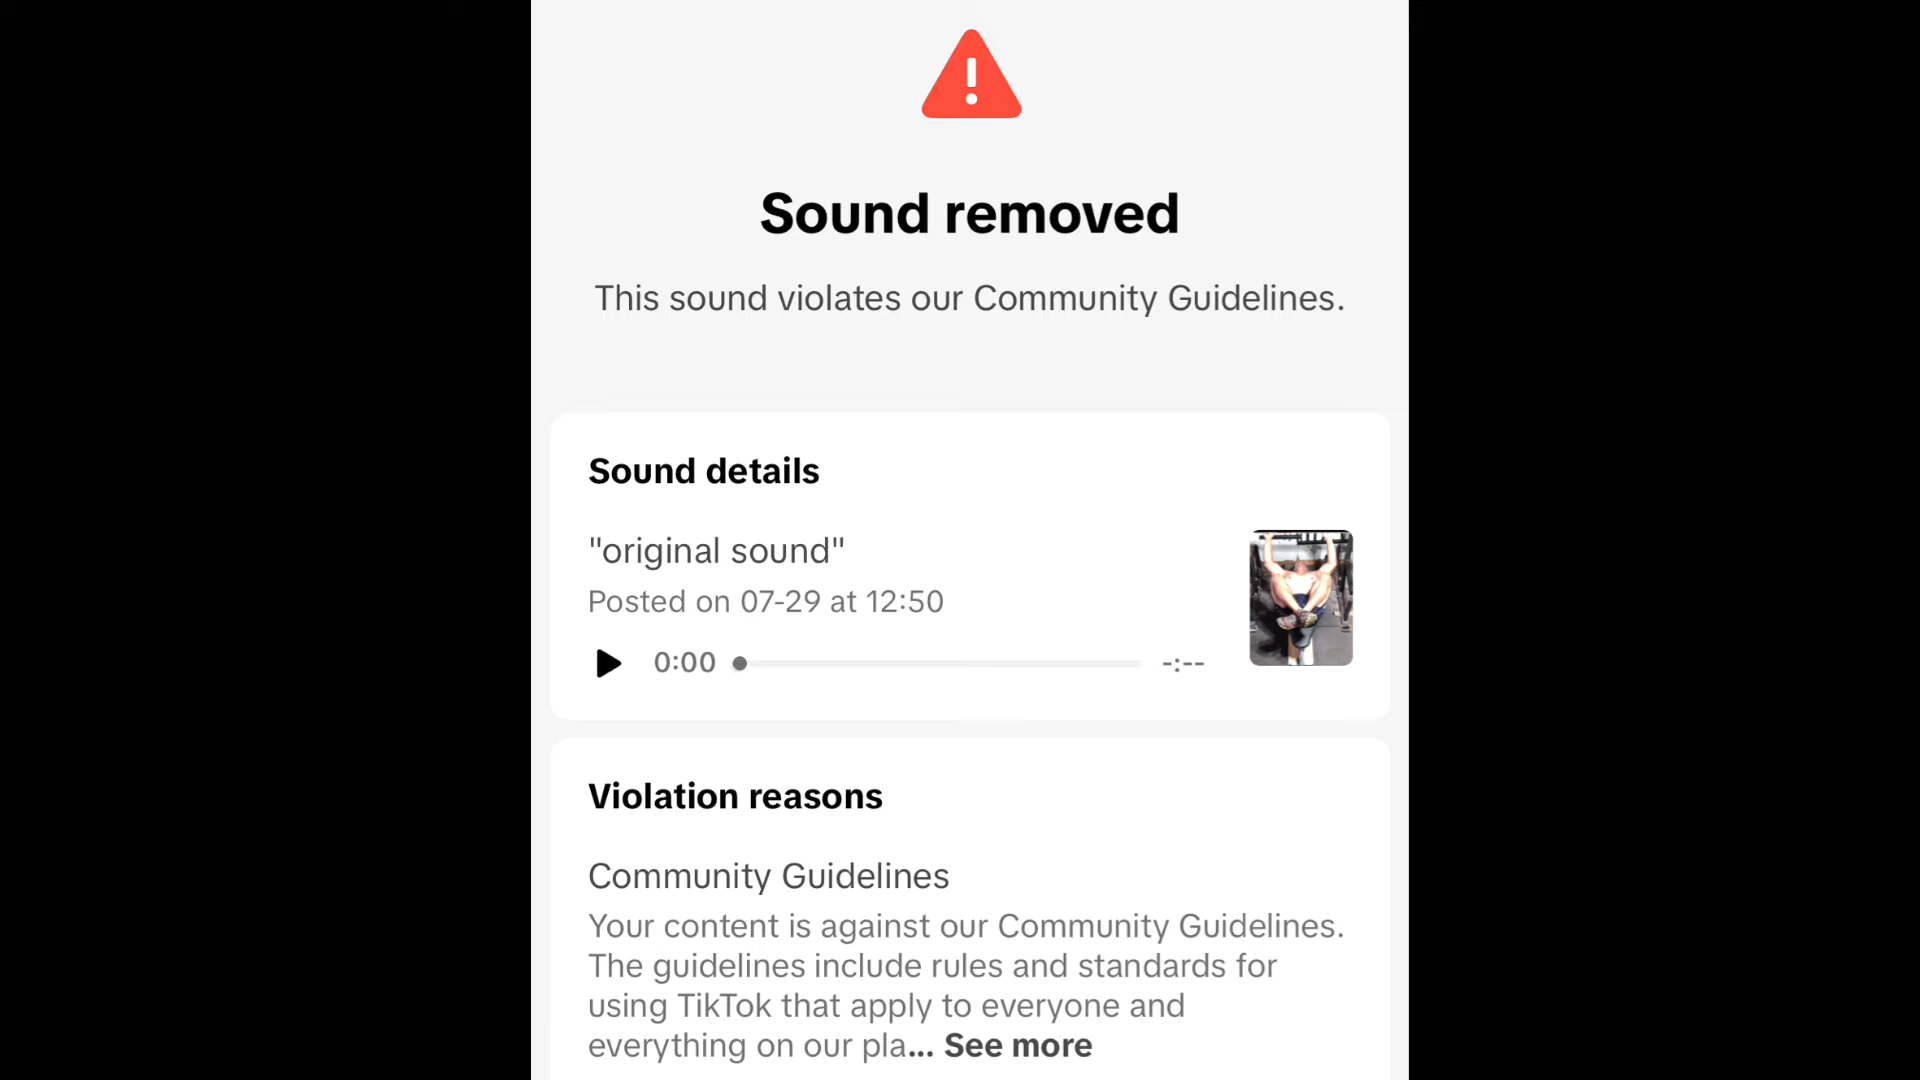 Sound removed
This sound violates our Community Guidelines.
Sound details
"original sound"
Posted on 07-29 at 12:50
0:00 -:--
Violation reasons
Community Guidelines
Your content is against our Community Guidelines.
The guidelines include rules and standards for
using TikTok that apply to everyone and
everything on our pla... See more